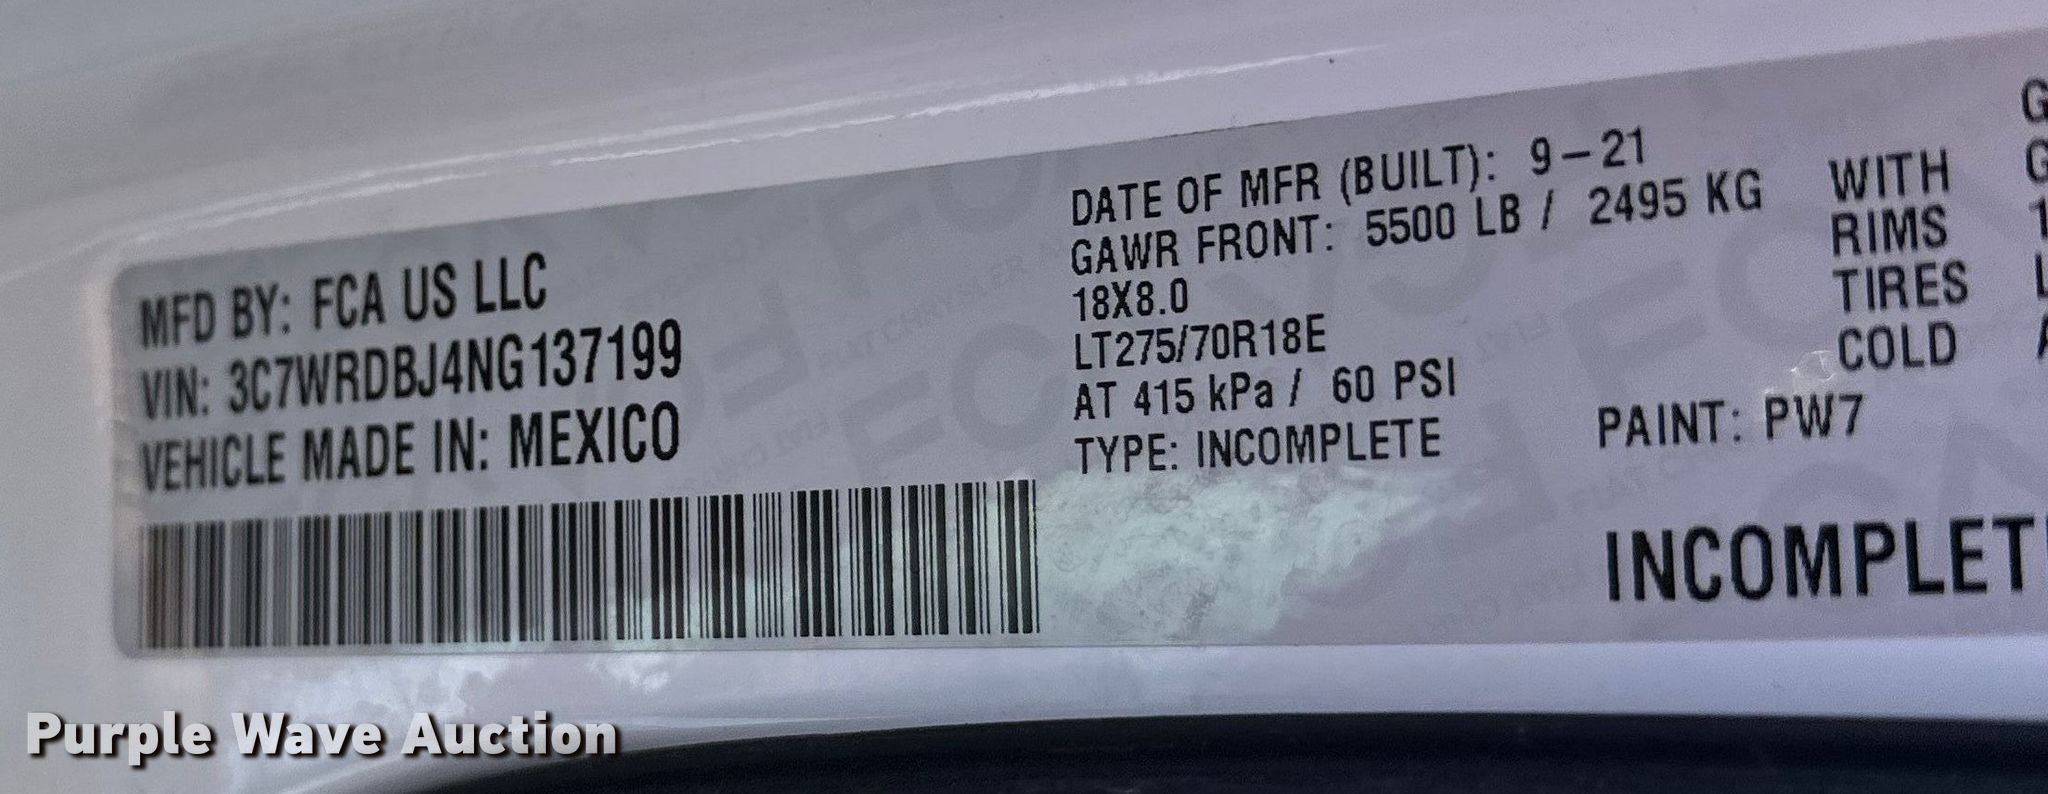 MFD BY: FCA US LLC
VIN: 3C7WRDBJ4NG137199
VEHICLE MADE IN: MEXICO
DATE OF MFR (BUILT): 9-21
GAWR FRONT: 5500 LB / 2495 KG WITH
18X8.0 RIMS
LT275/70R18E TIRES
AT 415 kPa / 60 PSI COLD
TYPE: INCOMPLETE PAINT: PW7
INCOMPLET
Purple Wave Auction